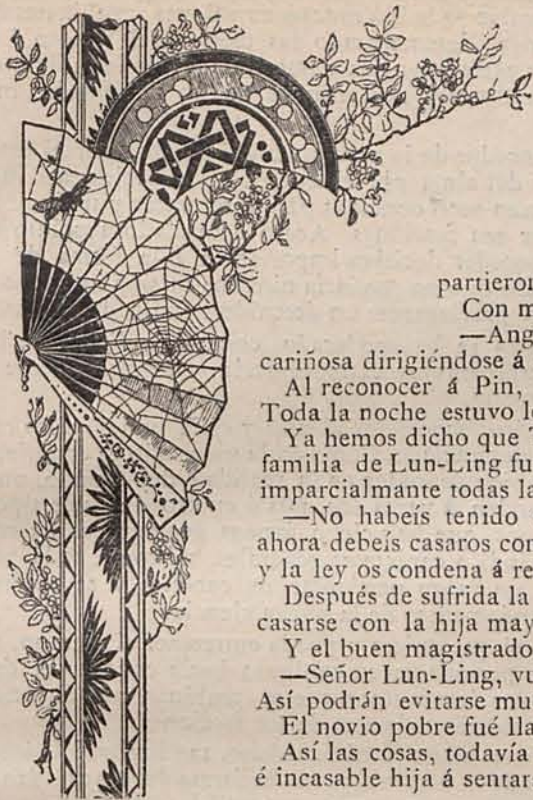 partieron
Con m
—Ang
cariñosa dirigiéndose á
Al reconocer á Pin,
Toda la noche estuvo l
Ya hemos dicho que
familia de Lun-Ling fu
imparcialmante todas la
—No habeís tenido
ahora debeís casaros con
y la ley os condena á re
Después de sufrida la
casarse con la hija may
Y el buen magistrado
—Señor Lun-Ling, vu
Así podrán evitarse mu
El novio pobre fué lla
Así las cosas, todavía
é incasable hija á sentar